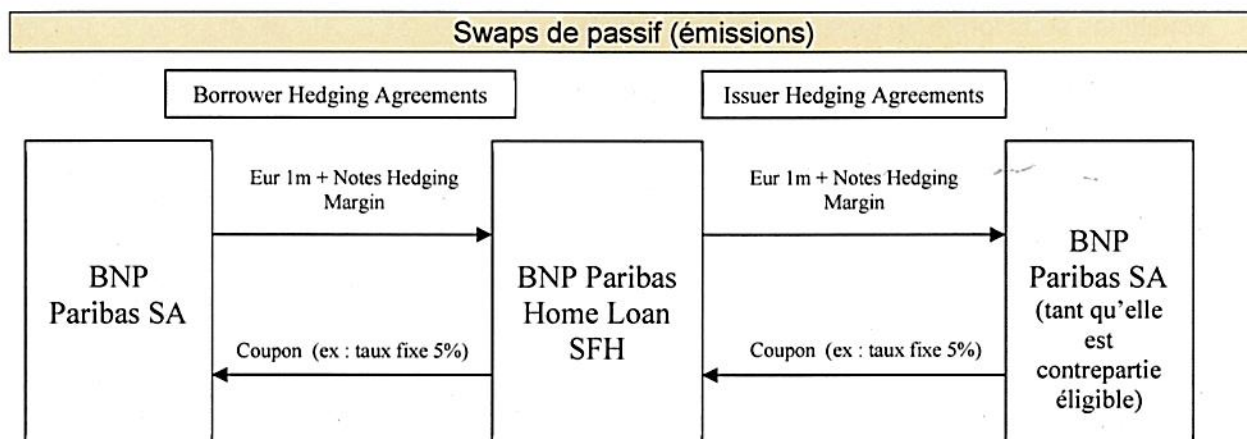 Swaps de passif (émissions)
Borrower Hedging Agreements
Issuer Hedging Agreements
BNP
Paribas SA
Eur 1m + Notes Hedging
Margin
Coupon (ex : taux fixe 5%)
BNP Paribas
Home Loan
SFH
Eur 1m + Notes Hedging
Margin
Coupon (ex : taux fixe 5%)
BNP
Paribas SA
(tant qu'elle
est
contrepartie
éligible)